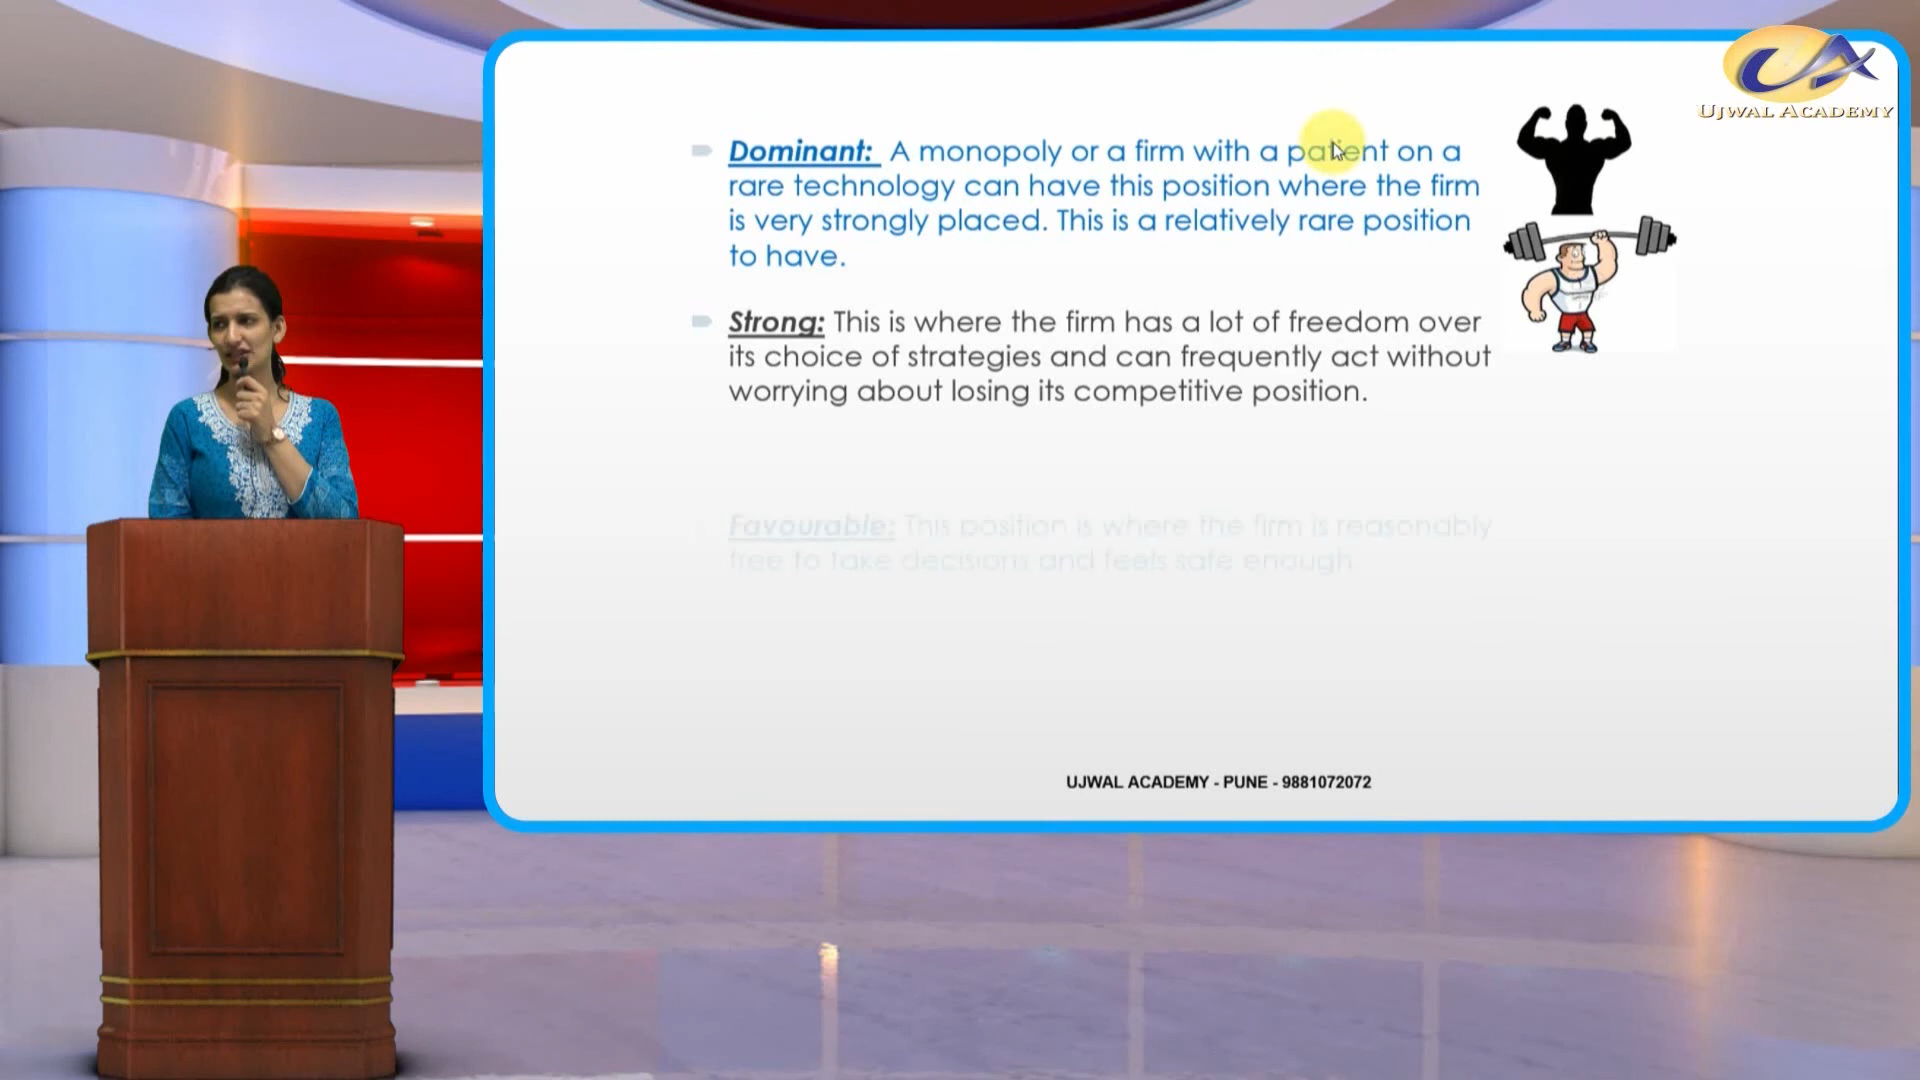 UJWAL ACADEMY
Dominant: A monopoly or a firm with a patient on a
rare technology can have this position where the firm
is very strongly placed. This is a relatively rare position
to have.
Strong: This is where the firm has a lot of freedom over
its choice of strategies and can frequently act without
worrying about losing its competitive position.
Favourable: This position is where the firm is reasonably
free to take decisions and feels safe enough
UJWAL ACADEMY - PUNE - 9881072072